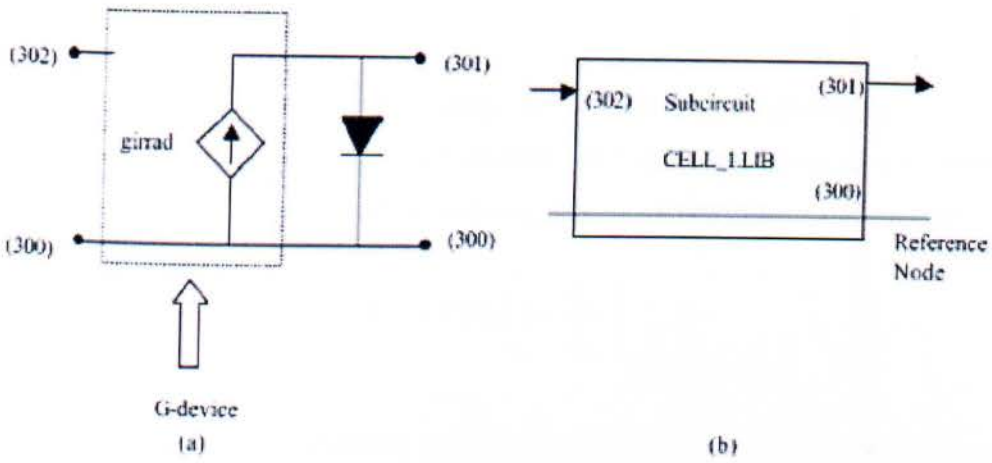 (302)
(301)
girrad
(300)
(300)
G-device
(a)
(302)
Subcircuit
(301)
CELL_1.LIB
(300)
Reference
Node
(b)